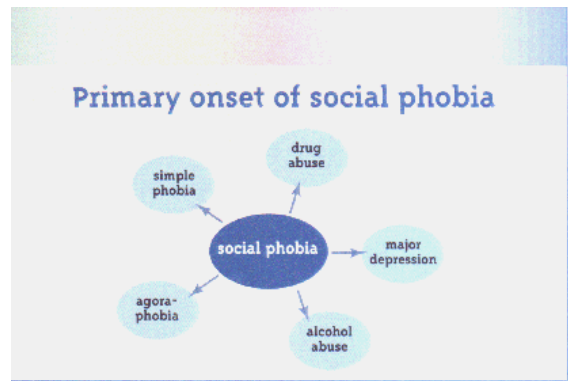 Primary onset of social phobia
drug
abuse
simple
phobia
social phobia
major
depression
agora-
phobia
alcohol
abuse